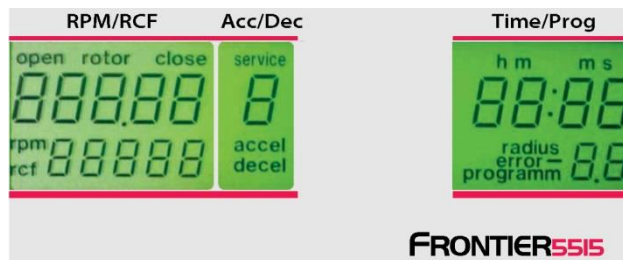 RPM/RCF Acc/Dec Time/Prog
open rotor close service h m m s
888.88 8 88:88
rpm 88888 accel radius
rcf decel error
programm 8.8
FRONTIER5515